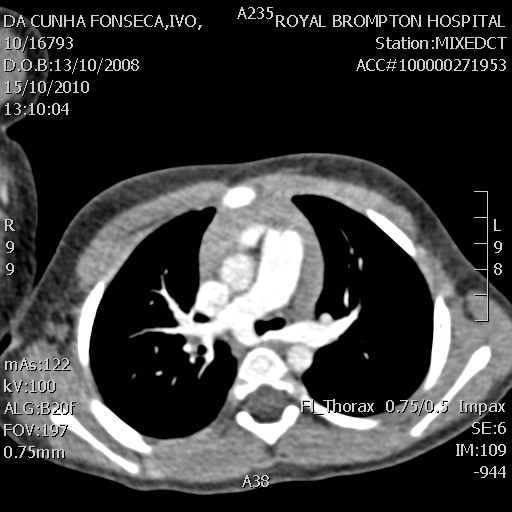 DA CUNHA FONSECA,IVO,
10/16793
D.O.B:13/10/2008
15/10/2010
13:10:04
A235
ROYAL BROMPTON HOSPITAL
Station:MIXEDCT
ACC#100000271953
R
9
9
L
9
8
mAs:122
kV:100
ALG:B20f
FOV:197
0.75mm
Fl_Thorax 0.75/0.5 Impax
SE:6
IM:109
-944
A38